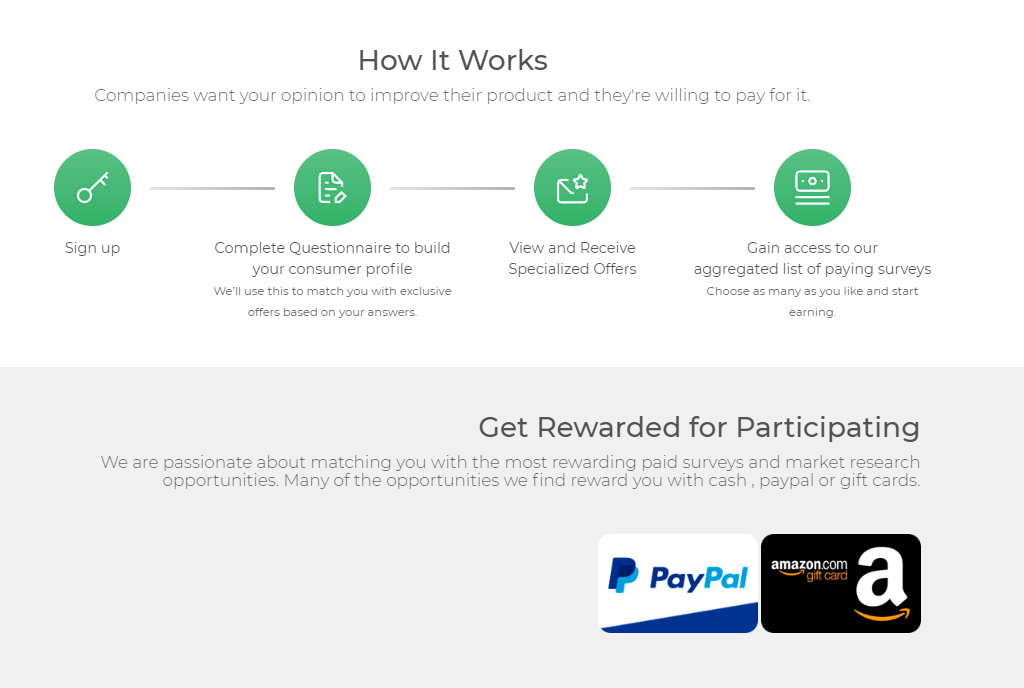 How It Works
Companies want your opinion to improve their product and they're willing to pay for it.
Sign up
Complete Questionnaire to build
your consumer profile
We'll use this to match you with exclusive
offers based on your answers.
View and Receive
Specialized Offers
Gain access to our
aggregated list of paying surveys
Choose as many as you like and start
earning.
Get Rewarded for Participating
We are passionate about matching you with the most rewarding paid surveys and market research
opportunities. Many of the opportunities we find reward you with cash , paypal or gift cards.
PayPal
amazon.com
gift card
a